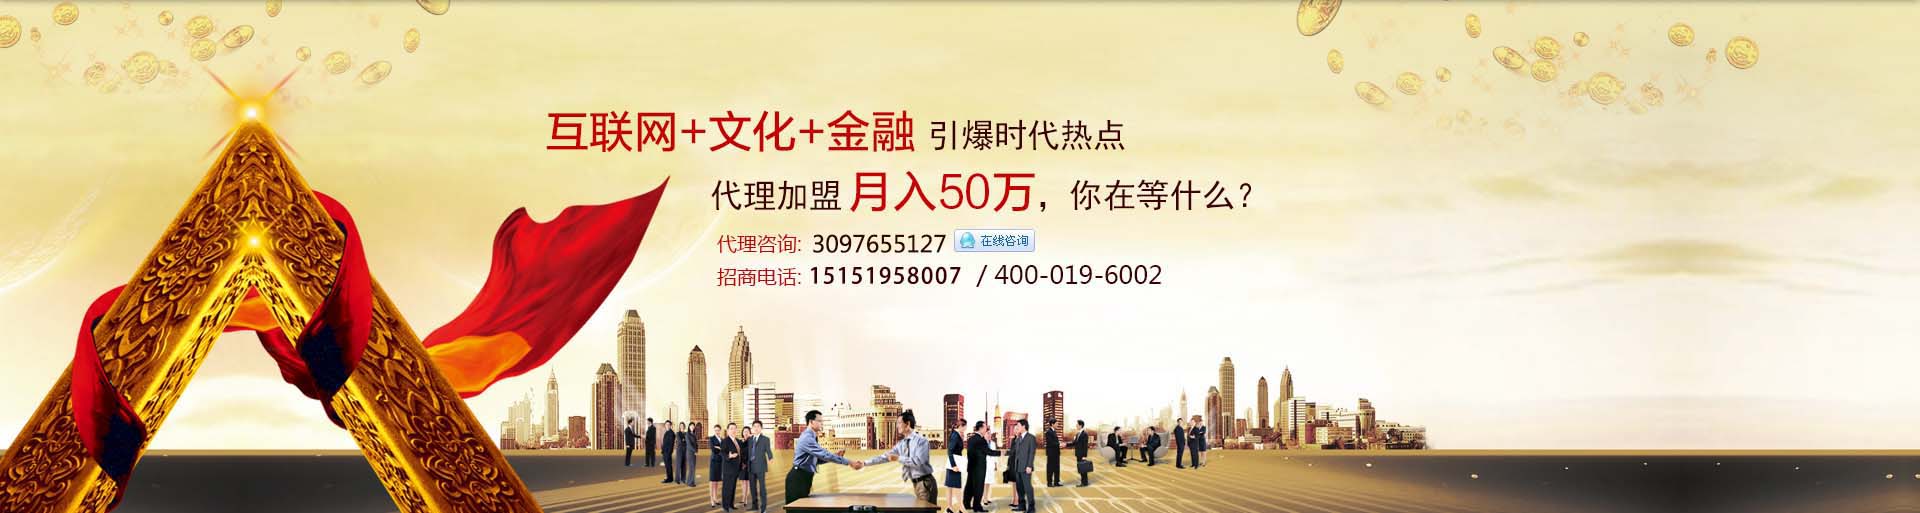 互联网+文化+金融 引爆时代热点
代理加盟 月入50万，你在等什么？
代理咨询: 3097655127 在线咨询
招商电话: 15151958007 / 400-019-6002